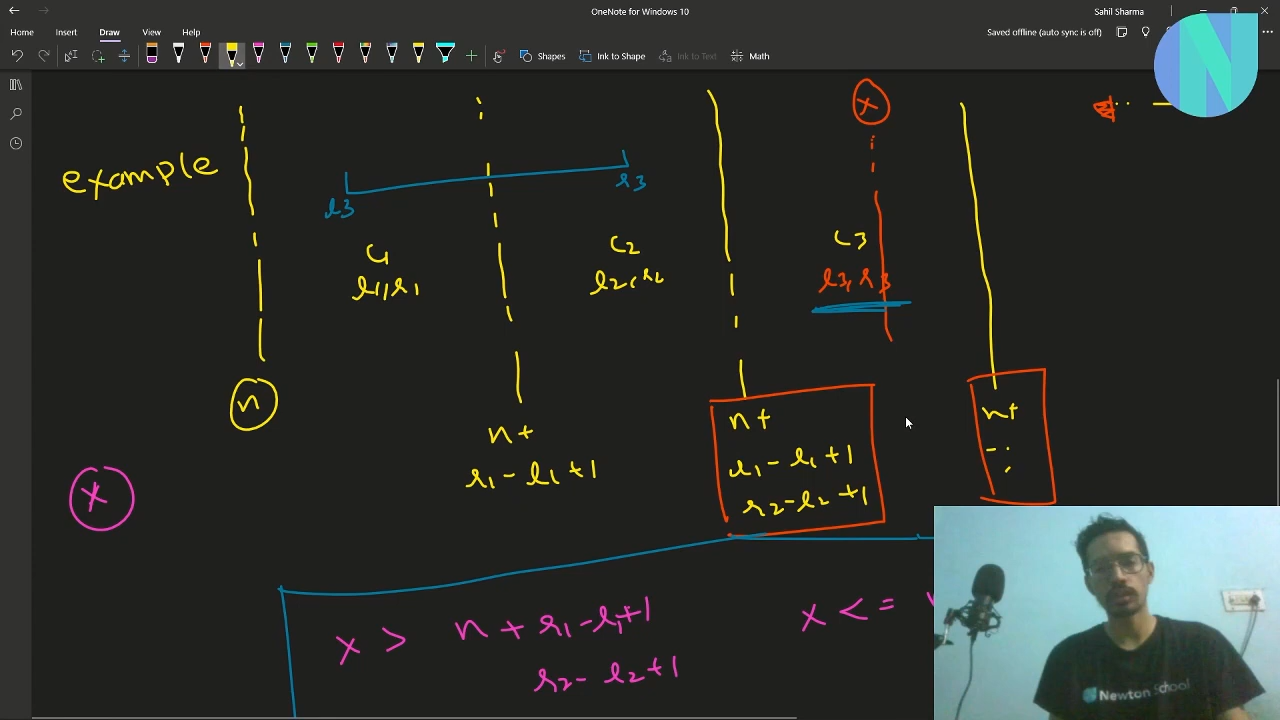 OneNote for Windows 10
Sahil Sharma
Home Insert Draw View Help
Saved offline (auto sync is off)
Shapes Ink to Shape Ink to Text Math
example
x
l3
r3
C1
l1, r1
C2
l2, r2
C3
l3, r3
n
n+
r1 - l1 + 1
n+
r1 - l1 + 1
r2 - l2 + 1
n+
x
x > n + r1 - l1 + 1
r2 - l2 + 1
x <=
Newton School